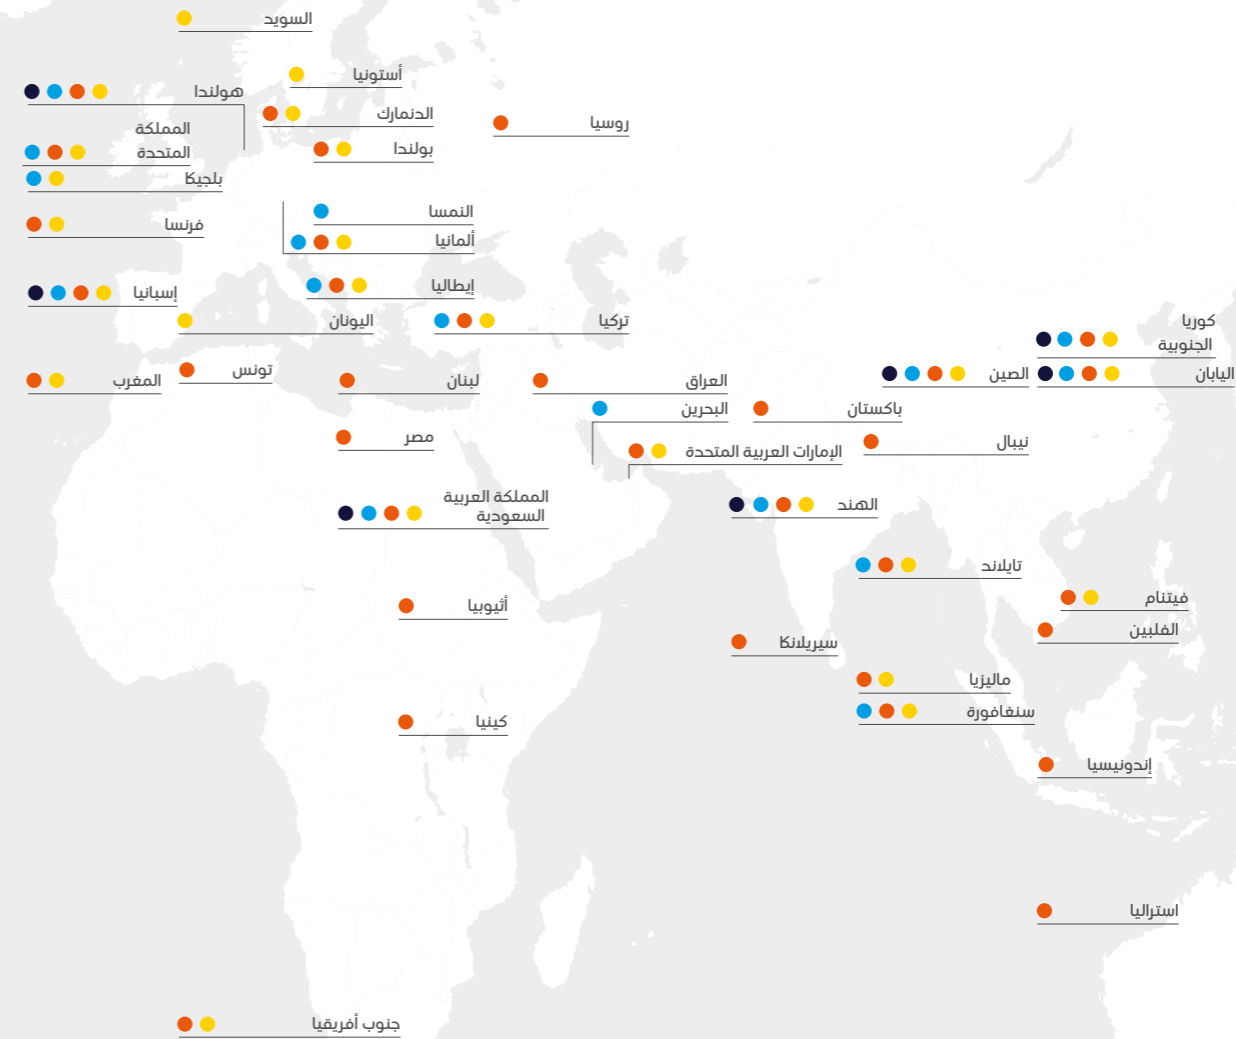 السويد
أستونيا
هولندا
الدنمارك
روسيا
المملكة
المتحدة
بولندا
بلجيكا
النمسا
فرنسا
ألمانيا
إيطاليا
إسبانيا
اليونان
تركيا
كوريا
الجنوبية
تونس
المغرب
لبنان
العراق
الصين
اليابان
البحرين
باكستان
مصر
نيبال
الإمارات العربية المتحدة
المملكة العربية
السعودية
الهند
تايلاند
فيتنام
أثيوبيا
الفلبين
سيريلانكا
ماليزيا
سنغافورة
كينيا
إندونيسيا
استراليا
جنوب أفريقيا